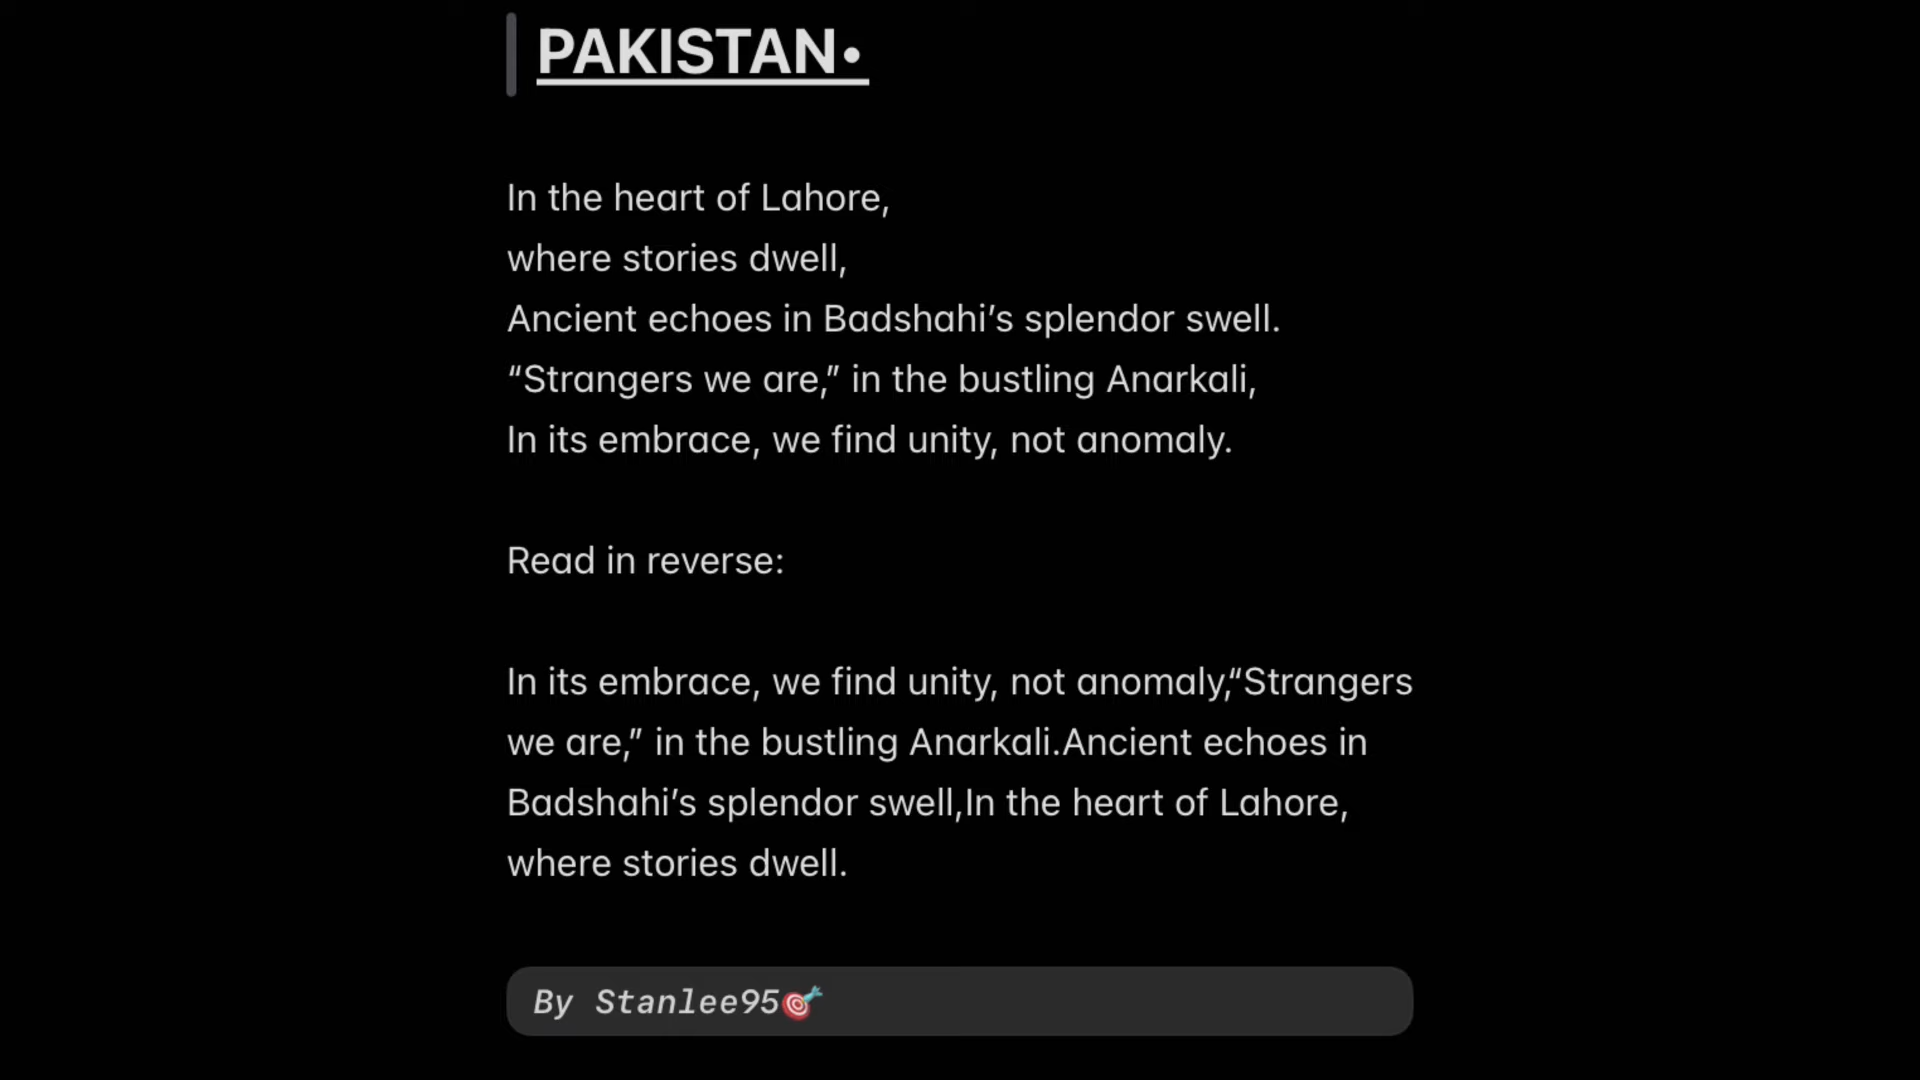 PAKISTAN•
In the heart of Lahore,
where stories dwell,
Ancient echoes in Badshahi’s splendor swell.
“Strangers we are,” in the bustling Anarkali,
In its embrace, we find unity, not anomaly.
Read in reverse:
In its embrace, we find unity, not anomaly,“Strangers
we are,” in the bustling Anarkali.Ancient echoes in
Badshahi’s splendor swell,In the heart of Lahore,
where stories dwell.
By Stanlee95🎯